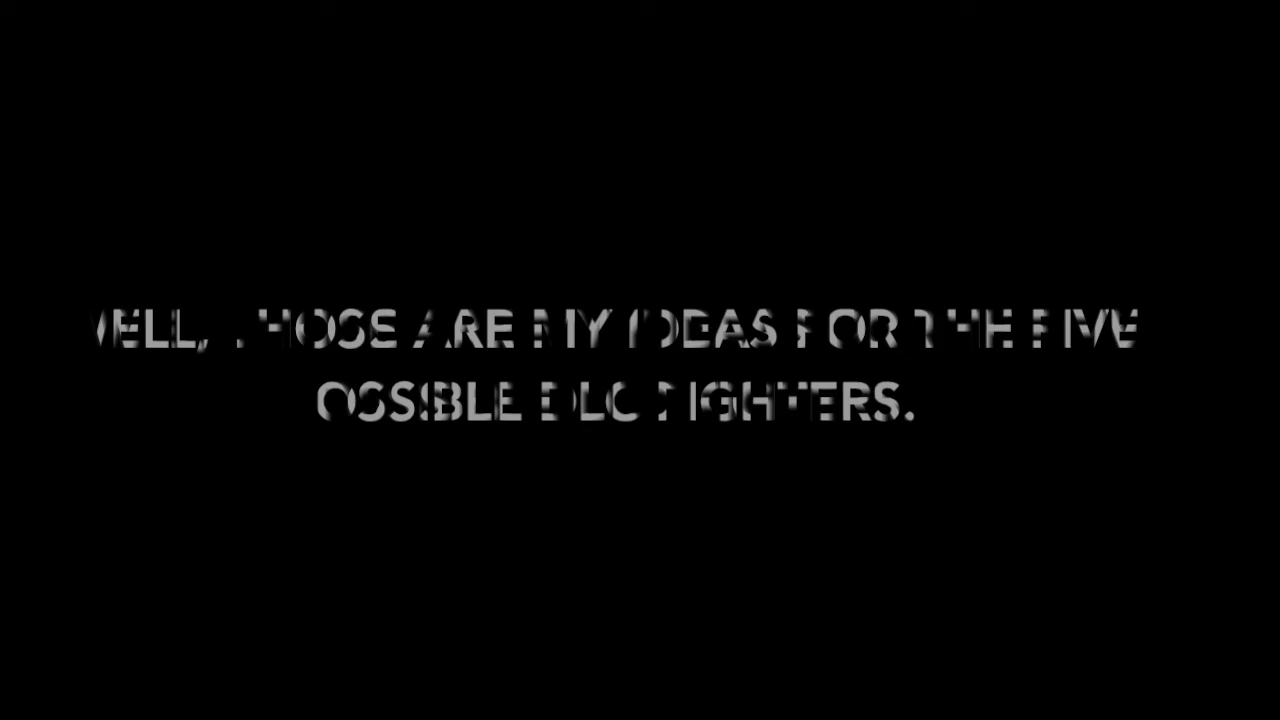 WELL, THOSE ARE MY IDEAS FOR THE FIVE
POSSIBLE DLC FIGHTERS.